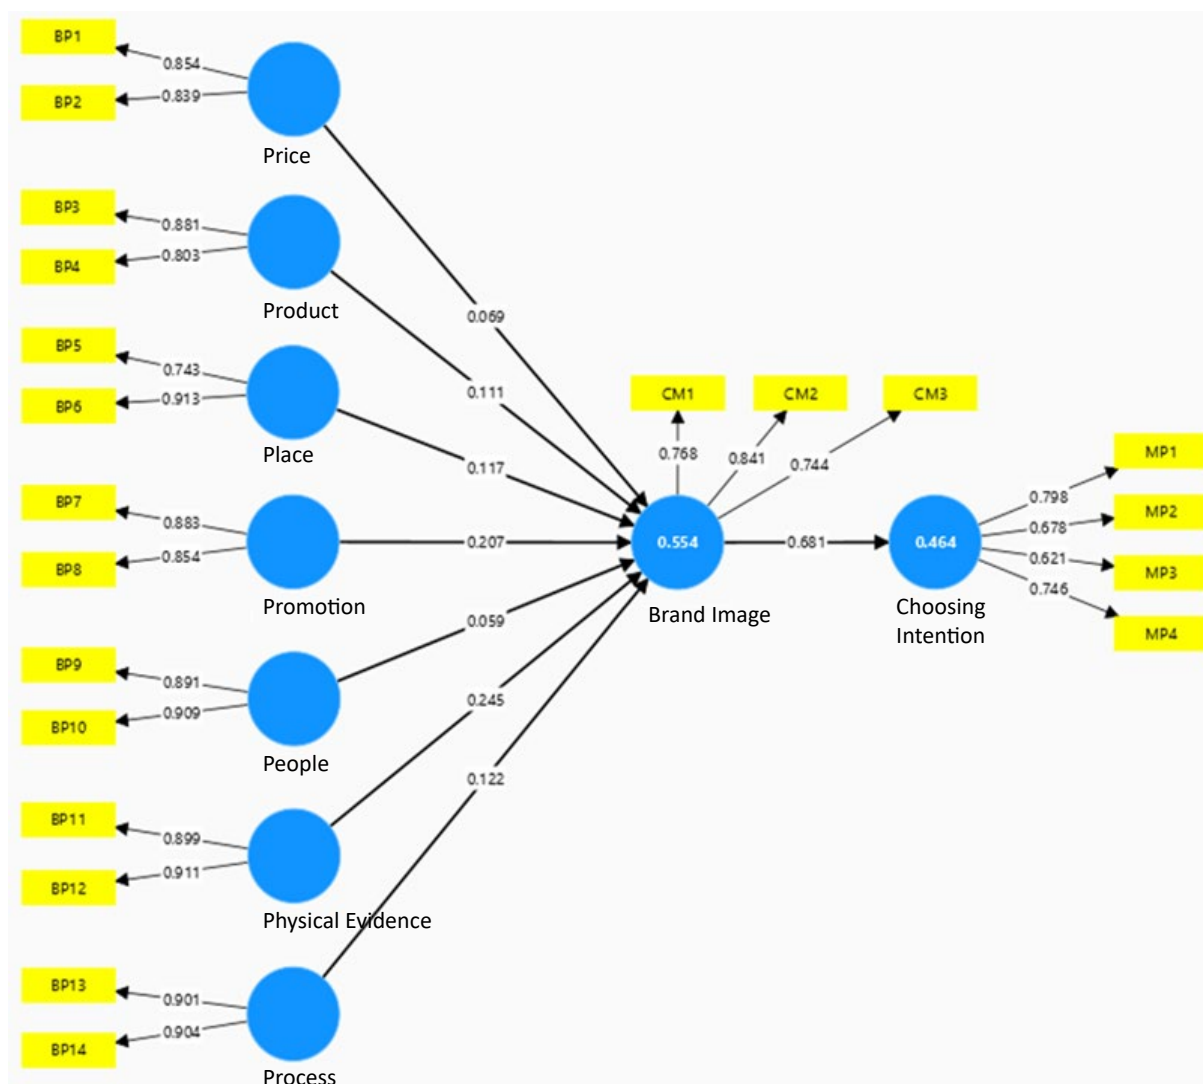 BP1
0.854
BP2
0.839
Price
BP3
0.881
BP4
0.803
Product
BP5
0.743
BP6
0.913
Place
BP7
0.883
BP8
0.854
Promotion
BP9
0.891
BP10
0.909
People
BP11
0.899
BP12
0.911
Physical Evidence
BP13
0.901
BP14
0.904
Process
0.069
0.111
0.117
0.207
0.059
0.245
0.122
CM1
CM2
CM3
0.768
0.841
0.744
0.554
Brand Image
0.681
0.464
Choosing
Intention
0.798
0.678
0.621
0.746
MP1
MP2
MP3
MP4